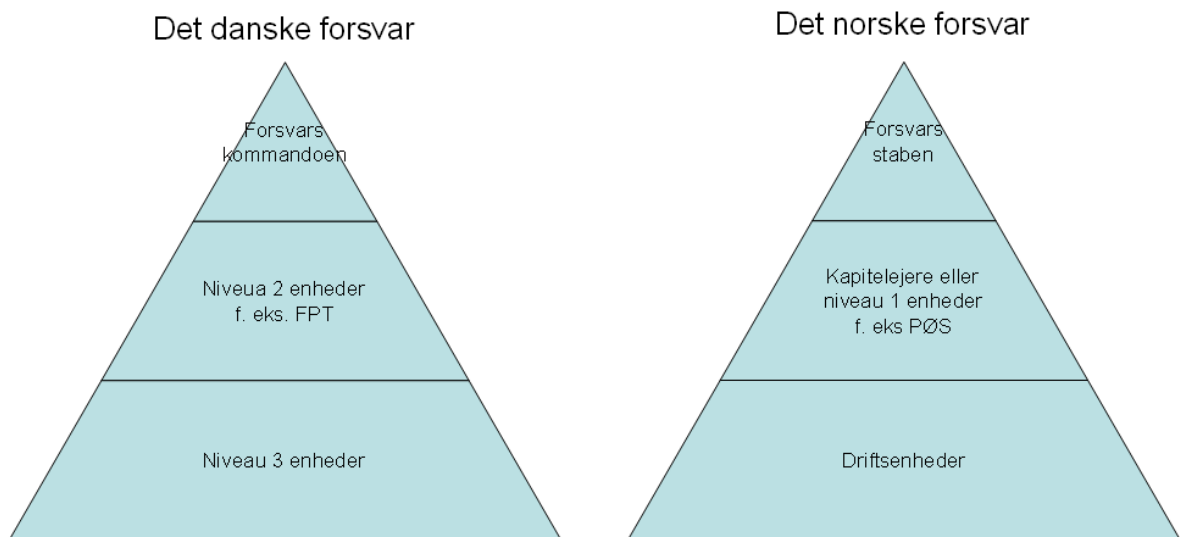 Det danske forsvar
Forsvars
kommandoen
Niveua 2 enheder
f. eks. FPT
Niveau 3 enheder
Det norske forsvar
Forsvars
staben
Kapitelejere eller
niveau 1 enheder
f. eks PØS
Driftsenheder